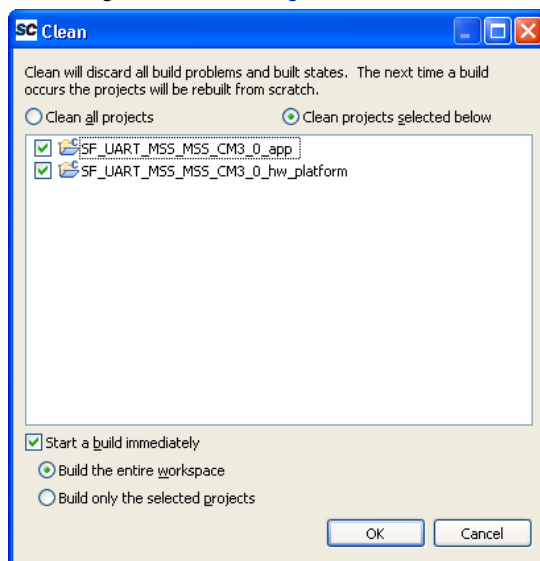 SC Clean
Clean will discard all build problems and built states. The next time a build
occurs the projects will be rebuilt from scratch.
Clean all projects Clean projects selected below
SF_UART_MSS_MSS_CM3_0_app
SF_UART_MSS_MSS_CM3_0_hw_platform
Start a build immediately
Build the entire workspace
Build only the selected projects
OK Cancel